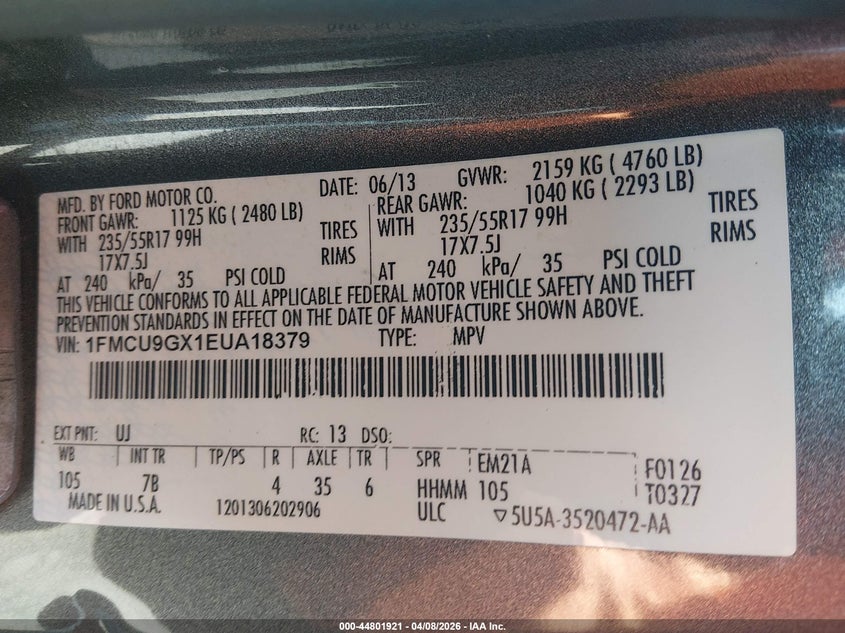 MFD. BY FORD MOTOR CO.
DATE: 06/13
GVWR: 2159 KG ( 4760 LB)
FRONT GAWR: 1125 KG ( 2480 LB)
REAR GAWR: 1040 KG ( 2293 LB)
WITH 235/55R17 99H TIRES
WITH 235/55R17 99H TIRES
17X7.5J RIMS
17X7.5J RIMS
AT 240 kPa/ 35 PSI COLD
AT 240 kPa/ 35 PSI COLD
THIS VEHICLE CONFORMS TO ALL APPLICABLE FEDERAL MOTOR VEHICLE SAFETY AND THEFT
PREVENTION STANDARDS IN EFFECT ON THE DATE OF MANUFACTURE SHOWN ABOVE.
VIN: 1FMCU9GX1EUA18379 TYPE: MPV
EXT PNT: UJ RC: 13 DSO:
WB INT TR TP/PS R AXLE TR SPR EM21A F0126
105 7B 4 35 6 HHMM 105 T0327
MADE IN U.S.A. 1201306202906 ULC ▽5U5A-3520472-AA
000-44801921 - 04/08/2026 - IAA Inc.